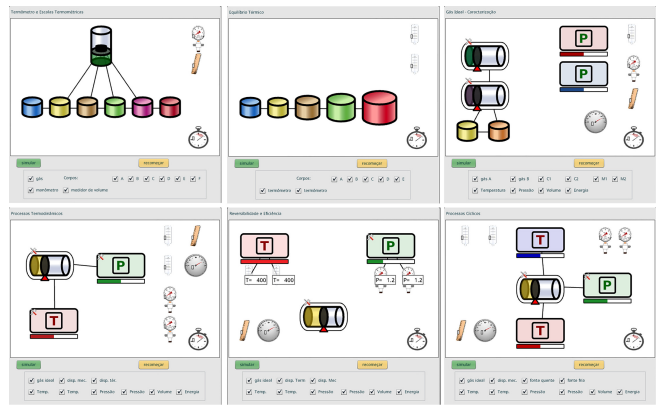 Termômetro e Escalas Termométricas
simular
recomeçar
gás
Corpos:
A
B
C
D
E
F
manômetro
medidor de volume
Equilíbrio Térmico
simular
recomeçar
Corpos:
A
B
C
D
E
termômetro
termômetro
Gás Ideal - Caracterização
P
P
simular
recomeçar
gás A
gás B
C1
C2
M1
M2
Temperatura
Pressão
Volume
Energia
Processos Termodinâmicos
P
T
simular
recomeçar
gás ideal
disp. mec.
disp. tér.
Temp.
Temp.
Pressão
Pressão
Volume
Energia
Reversibilidade e Eficiência
T
P
T= 400
T= 400
P= 1.2
P= 1.2
simular
recomeçar
gás ideal
disp. Term
disp. Mec
Temp.
Temp.
Pressão
Pressão
Volume
Energia
Processos Cíclicos
T
P
T
simular
recomeçar
gás ideal
disp. mec.
fonte quente
fonte fria
Temp.
Temp.
Pressão
Pressão
Volume
Energia